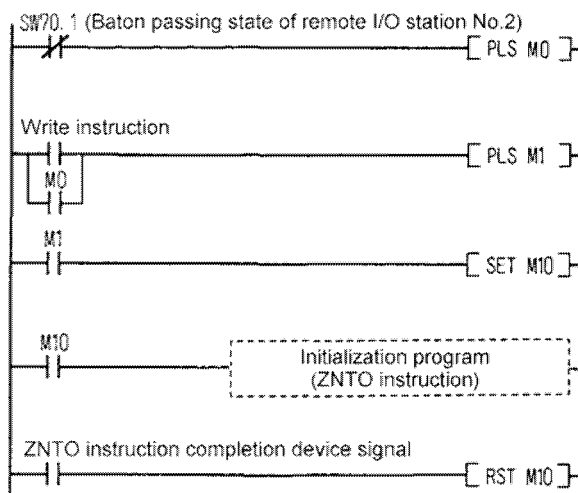 SW70.1 (Baton passing state of remote I/O station No.2)
[ PLS M0 ]
Write instruction
[ PLS M1 ]
M0
M1
[ SET M10 ]
M10
Initialization program
(ZNTO instruction)
ZNTO instruction completion device signal
[ RST M10 ]